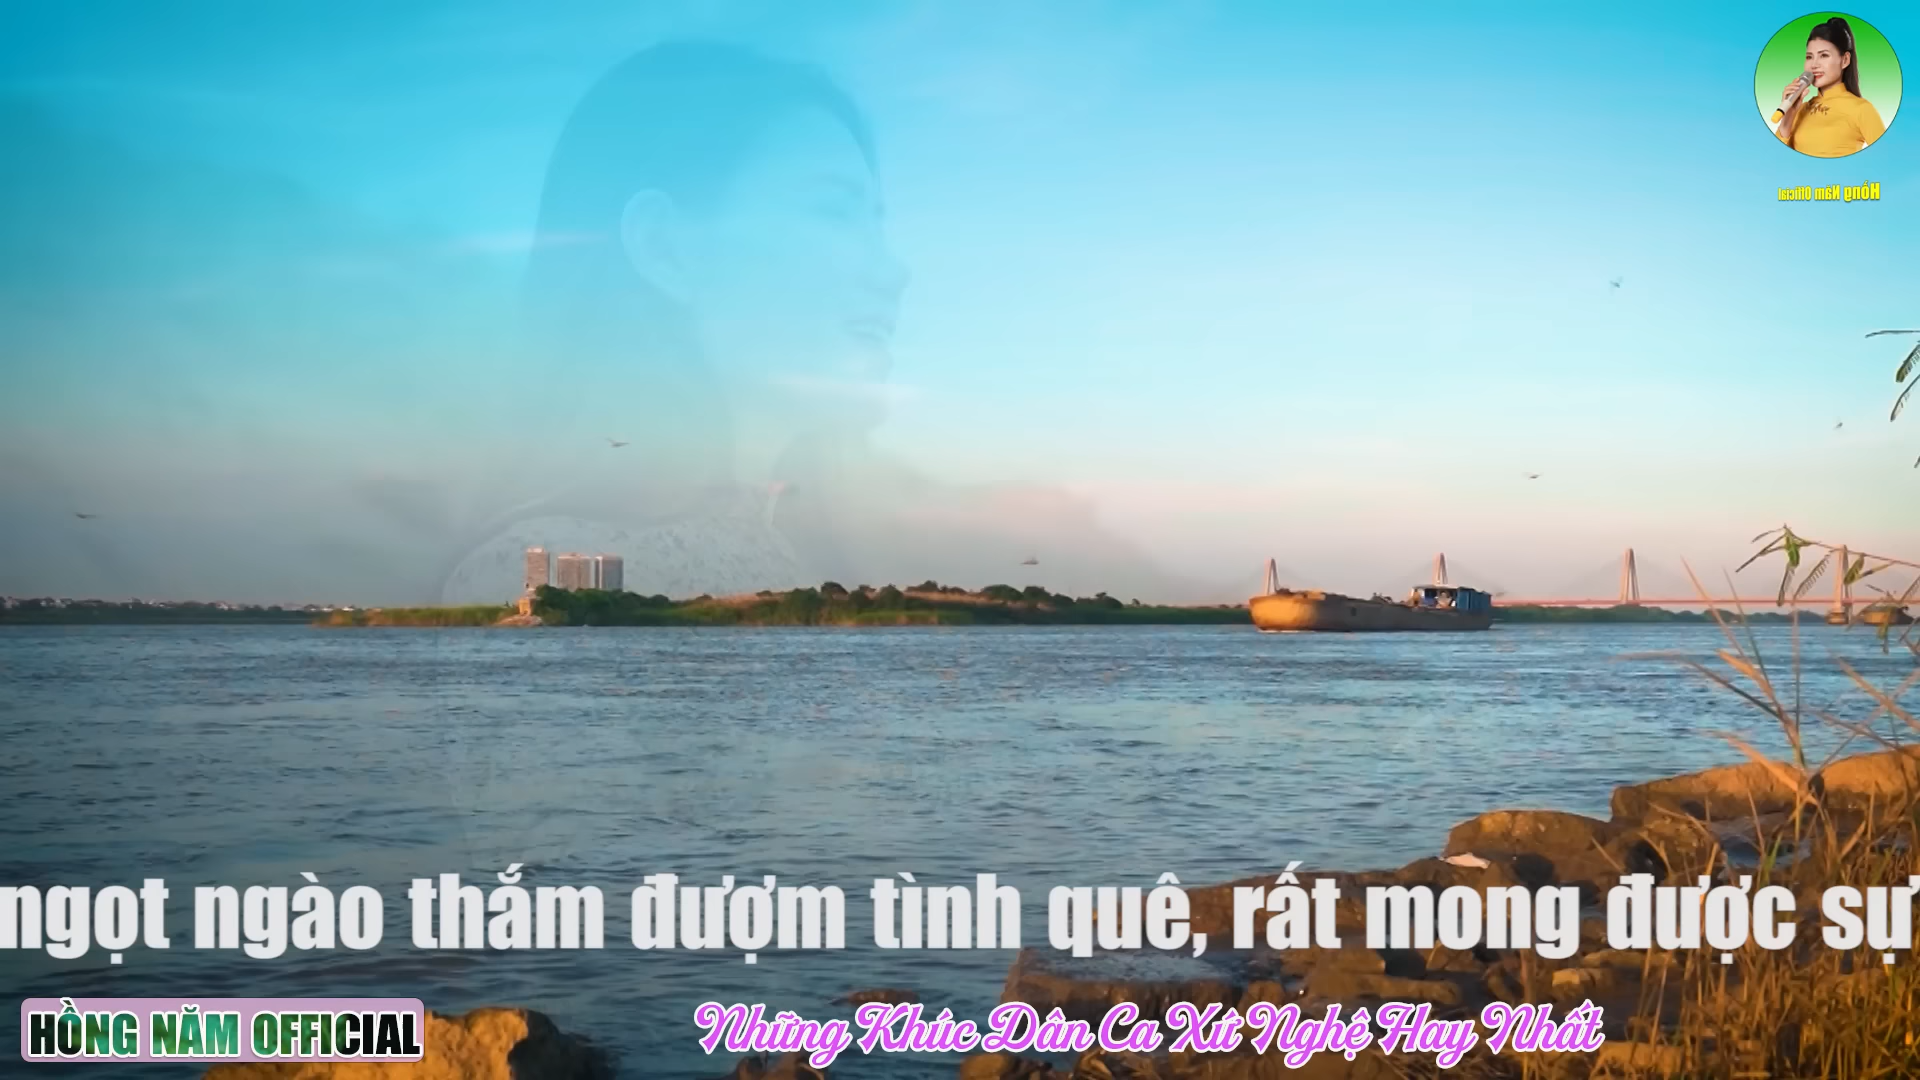 Hồng Năm Official
ngọt ngào thắm đượm tình quê, rất mong được sự
HỒNG NĂM OFFICIAL
Những Khúc Dân Ca Xứ Nghệ Hay Nhất